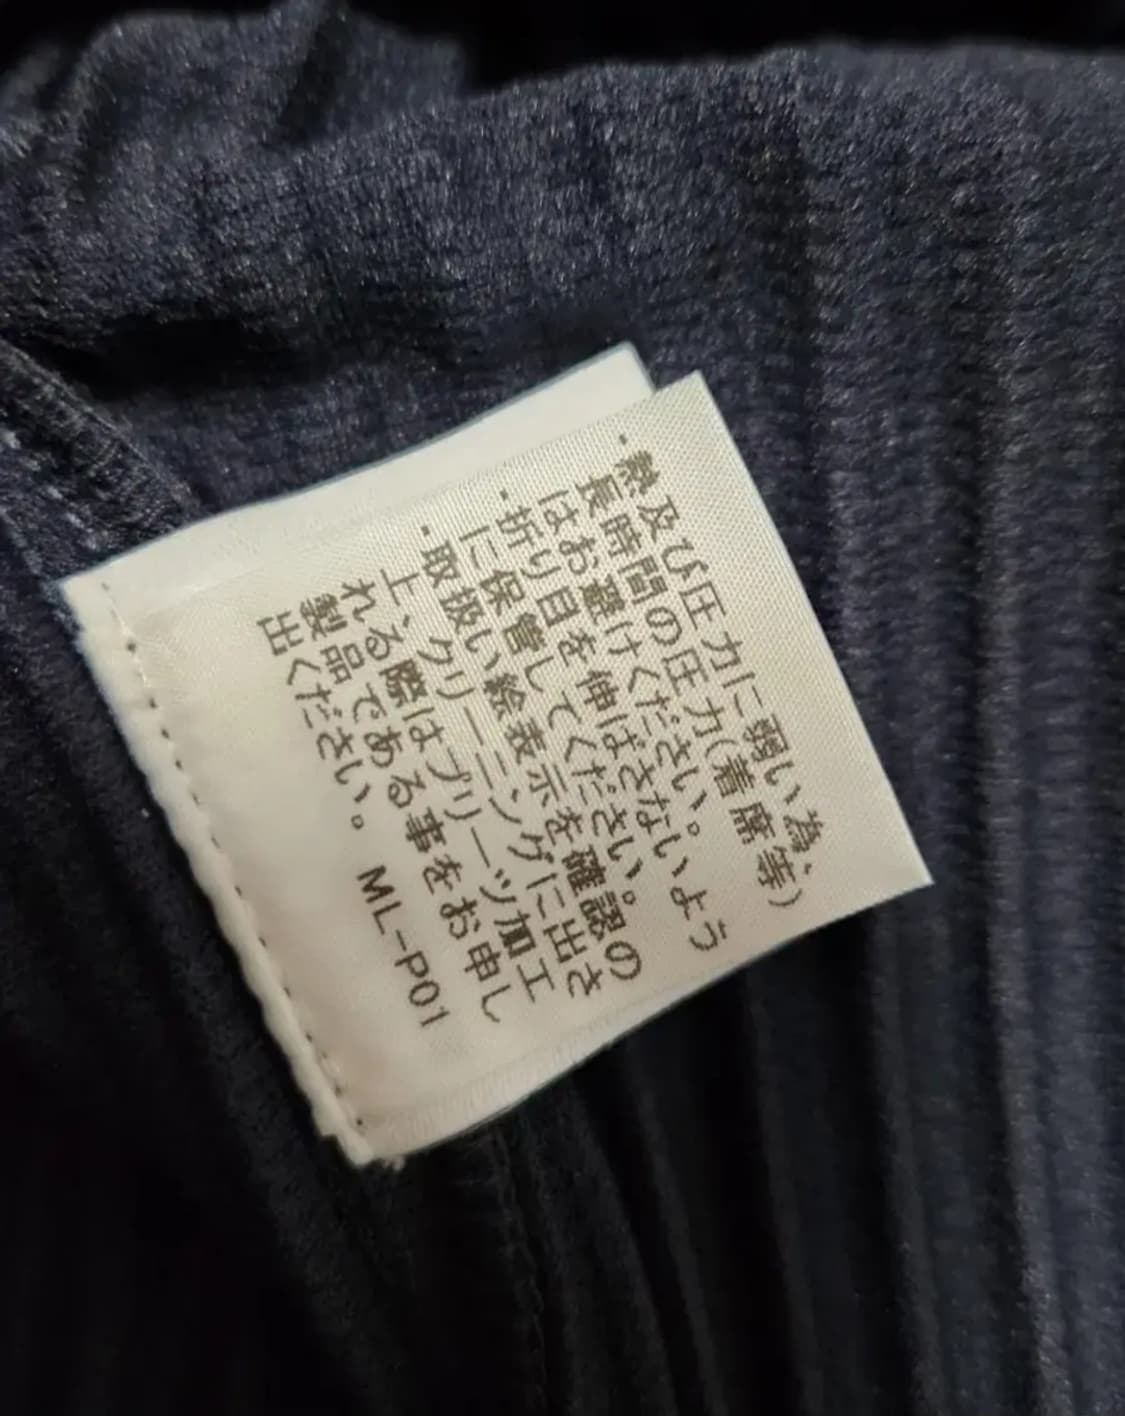 ・熱及び圧力に弱い為、
長時間の圧力(着席等)
はお避けください。
・折り目を伸ばさないよう
に保管してください。
・取扱い絵表示を確認の
上、クリーニングに出さ
れる際はプリーツ加工
製品である事をお申し
出ください。 ML-P01